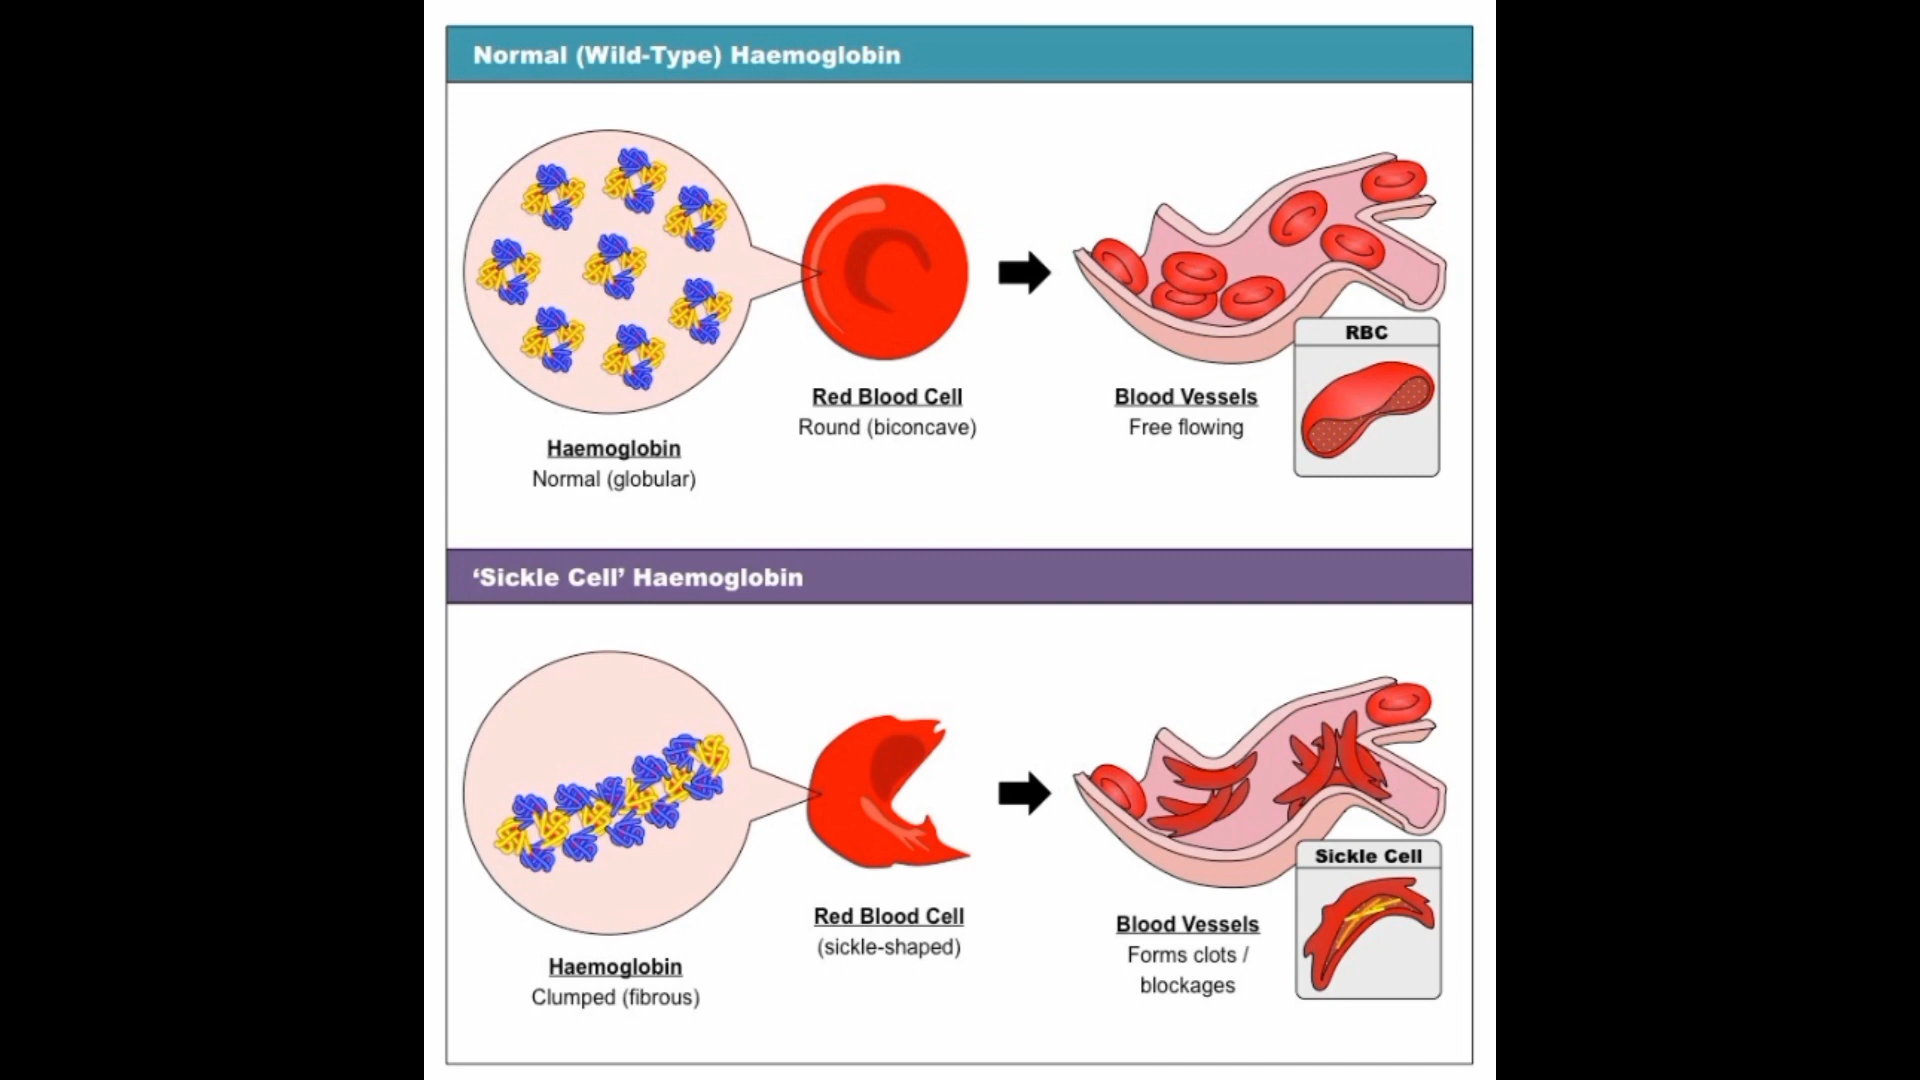 Normal (Wild-Type) Haemoglobin
RBC
Red Blood Cell
Round (biconcave)
Blood Vessels
Free flowing
Haemoglobin
Normal (globular)
‘Sickle Cell’ Haemoglobin
Sickle Cell
Red Blood Cell
(sickle-shaped)
Blood Vessels
Forms clots /
blockages
Haemoglobin
Clumped (fibrous)